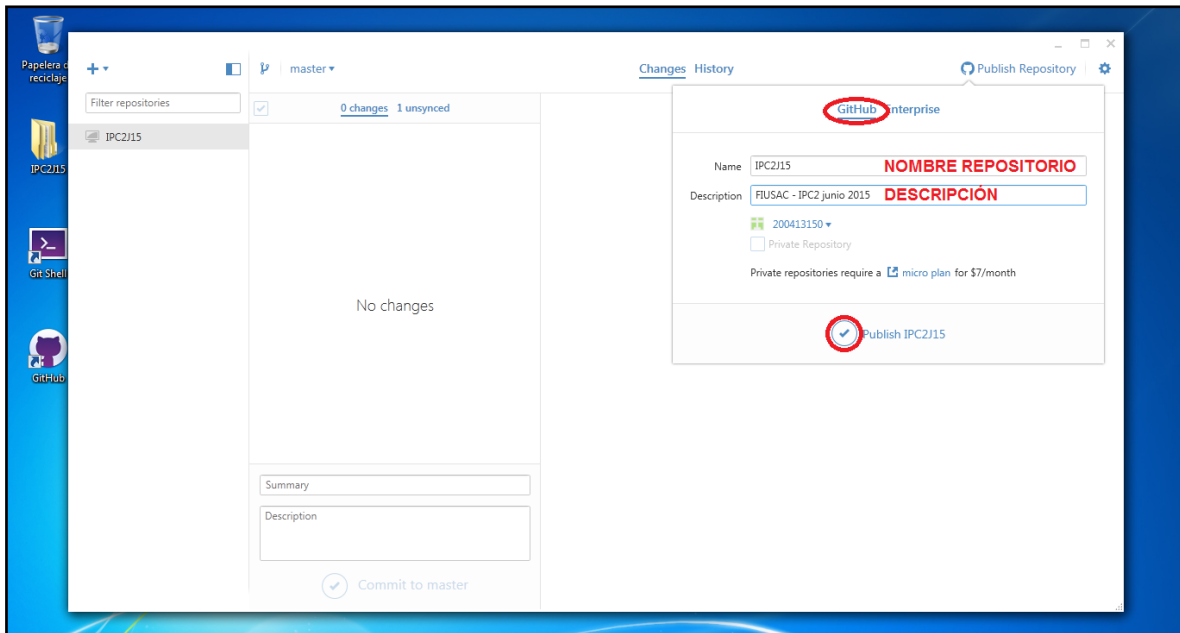 Papelera d
reciclaje
IPC2J15
Git Shell
GitHub
master
Changes History
Publish Repository
Filter repositories
IPC2J15
0 changes 1 unsynced
No changes
Summary
Description
Commit to master
GitHub Enterprise
Name IPC2J15 NOMBRE REPOSITORIO
Description FIUSAC - IPC2 junio 2015 DESCRIPCIÓN
200413150
Private Repository
Private repositories require a micro plan for $7/month
Publish IPC2J15